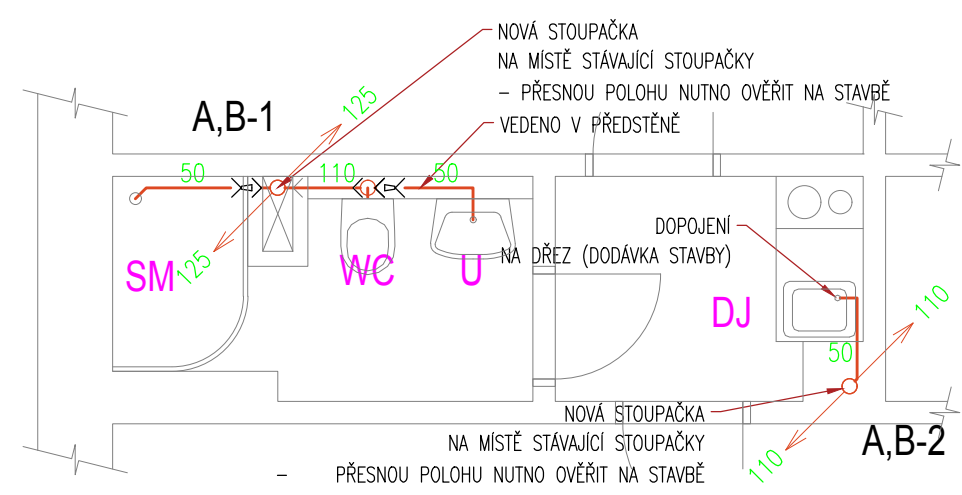 NOVÁ STOUPAČKA
NA MÍSTĚ STÁVAJÍCÍ STOUPAČKY
– PŘESNOU POLOHU NUTNO OVĚŘIT NA STAVBĚ
A,B-1
125
VEDENO V PŘEDSTĚNĚ
50
110
50
DOPOJENÍ
NA DŘEZ (DODÁVKA STAVBY)
125
SM
WC
U
DJ
110
50
NOVÁ STOUPAČKA
NA MÍSTĚ STÁVAJÍCÍ STOUPAČKY
– PŘESNOU POLOHU NUTNO OVĚŘIT NA STAVBĚ
110
A,B-2